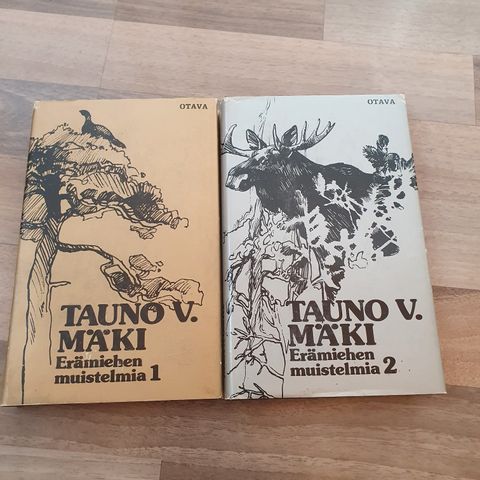 OTAVA
TAUNO V.
MÄKI
Erämiehen
muistelmia 1
OTAVA
TAUNO V.
MÄKI
Erämiehen
muistelmia 2